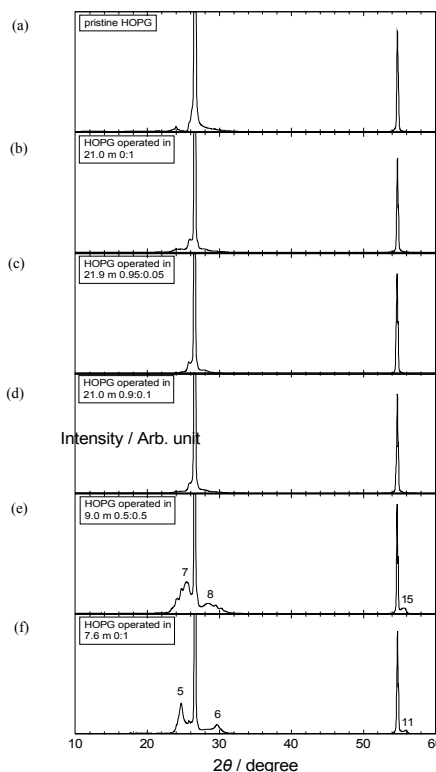 (a)
pristine HOPG
(b)
HOPG operated in
21.0 m 0:1
(c)
HOPG operated in
21.9 m 0.95:0.05
(d)
HOPG operated in
21.0 m 0.9:0.1
Intensity / Arb. unit
(e)
HOPG operated in
9.0 m 0.5:0.5
7
8
15
(f)
HOPG operated in
7.6 m 0:1
5
6
11
10 20 30 40 50 60
2θ / degree